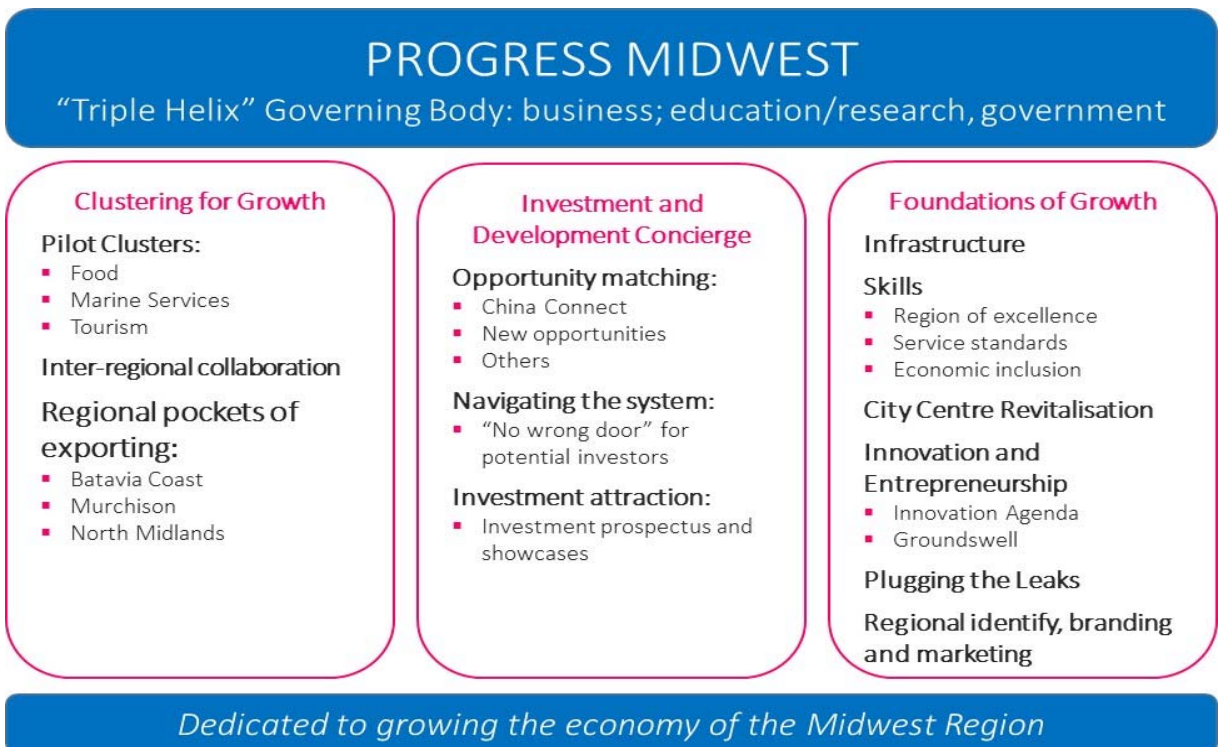 PROGRESS MIDWEST
“Triple Helix” Governing Body: business; education/research, government
Clustering for Growth
Pilot Clusters:
▪ Food
▪ Marine Services
▪ Tourism
Inter-regional collaboration
Regional pockets of
exporting:
▪ Batavia Coast
▪ Murchison
▪ North Midlands
Investment and
Development Concierge
Opportunity matching:
▪ China Connect
▪ New opportunities
▪ Others
Navigating the system:
▪ “No wrong door” for
potential investors
Investment attraction:
▪ Investment prospectus and
showcases
Foundations of Growth
Infrastructure
Skills
▪ Region of excellence
▪ Service standards
▪ Economic inclusion
City Centre Revitalisation
Innovation and
Entrepreneurship
▪ Innovation Agenda
▪ Groundswell
Plugging the Leaks
Regional identify, branding
and marketing
Dedicated to growing the economy of the Midwest Region